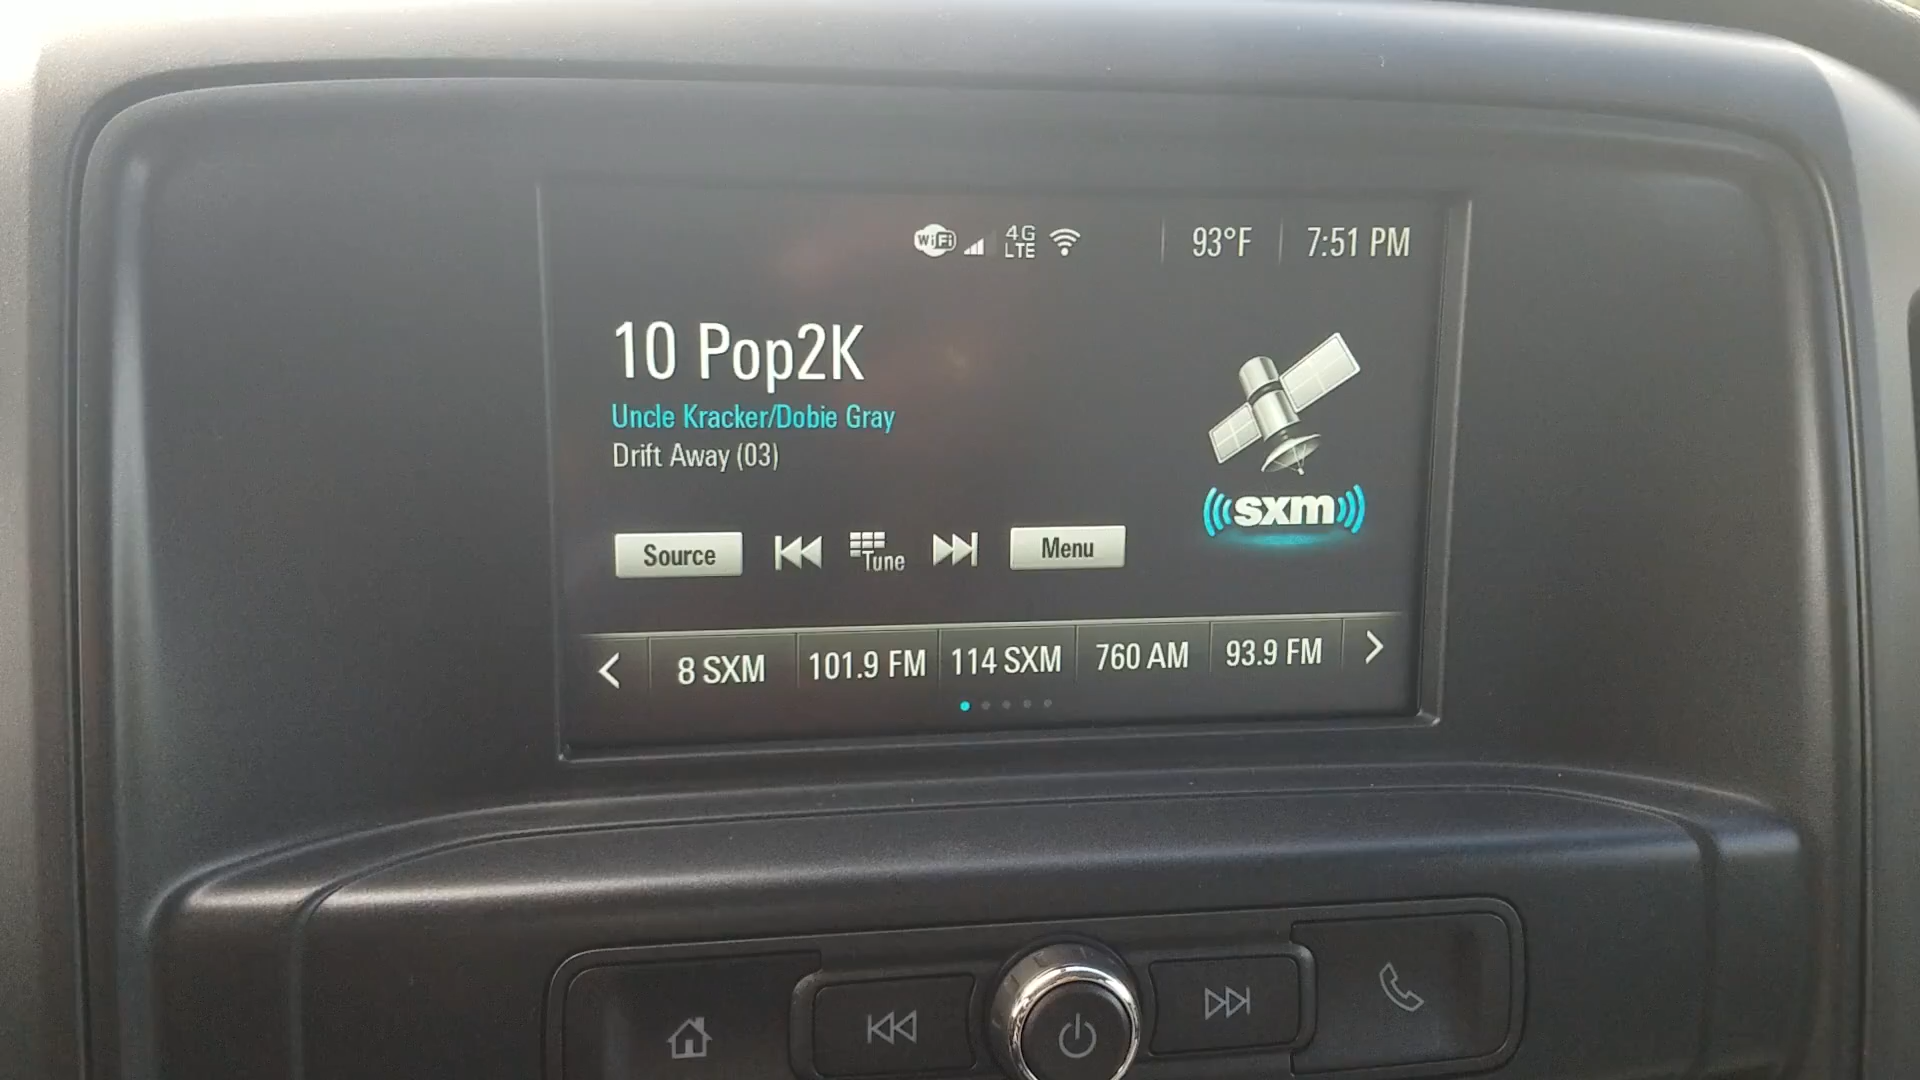 WiFi 4G LTE 93°F 7:51 PM
10 Pop2K
Uncle Kracker/Dobie Gray
Drift Away (03)
sxm
Source Tune Menu
8 SXM 101.9 FM 114 SXM 760 AM 93.9 FM